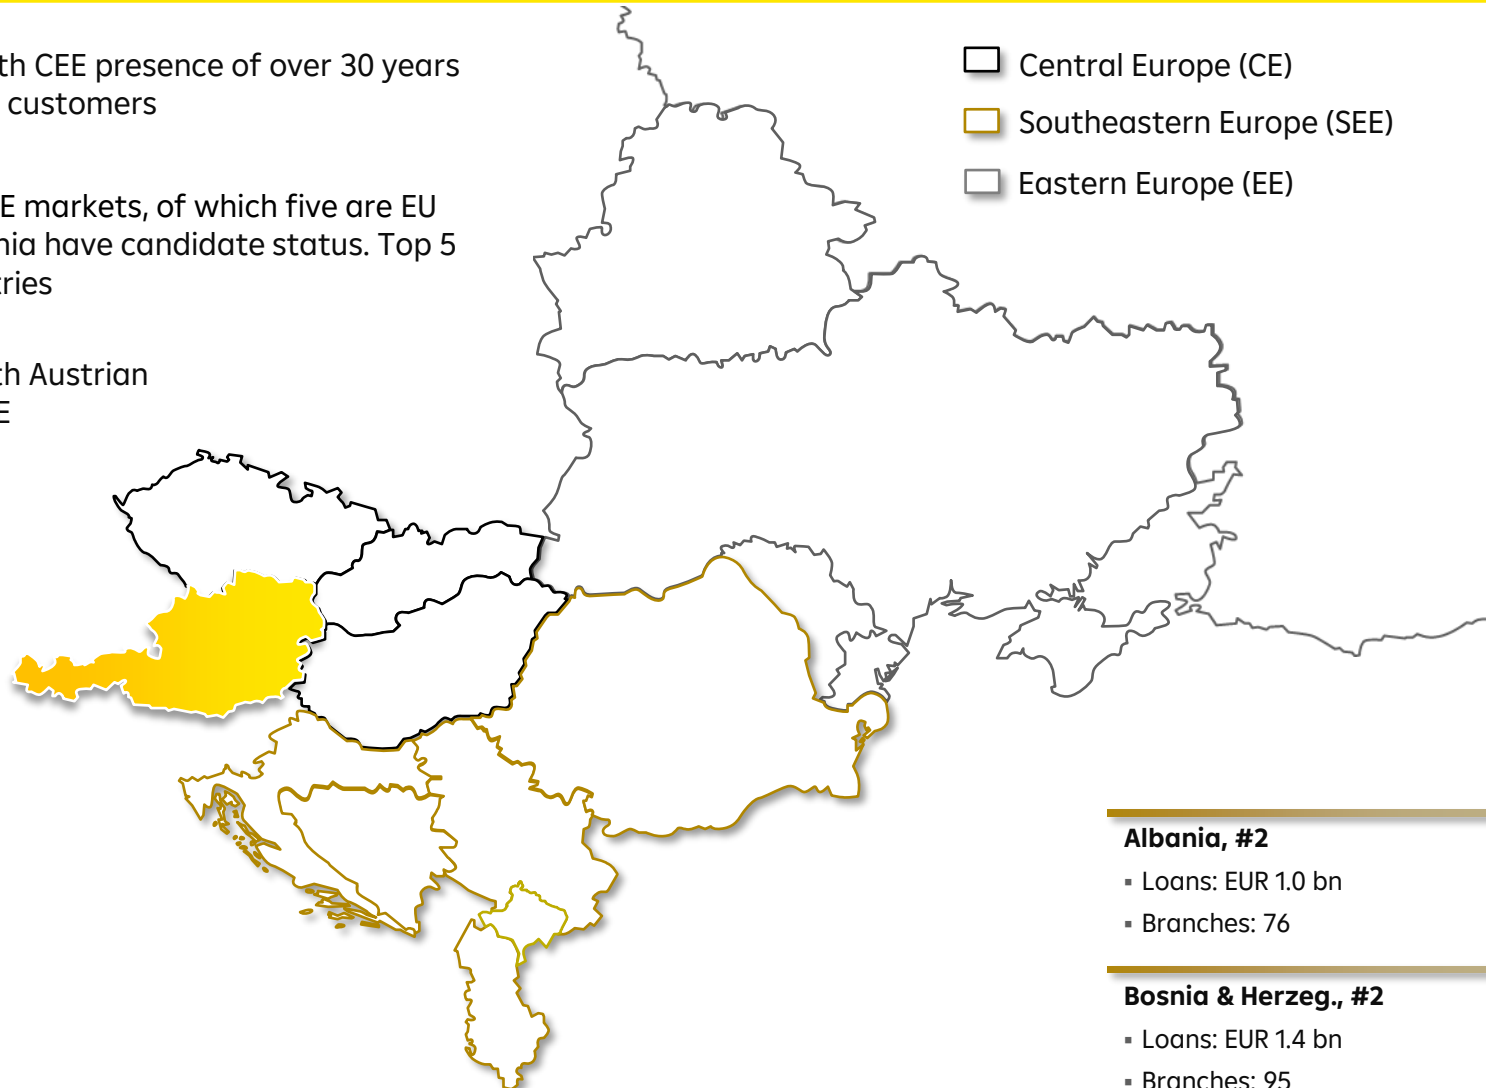 th CEE presence of over 30 years
customers
E markets, of which five are EU
nia have candidate status. Top 5
tries
th Austrian
E
Central Europe (CE)
Southeastern Europe (SEE)
Eastern Europe (EE)
Albania, #2
▪ Loans: EUR 1.0 bn
▪ Branches: 76
Bosnia & Herzeg., #2
▪ Loans: EUR 1.4 bn
▪ Branches: 95